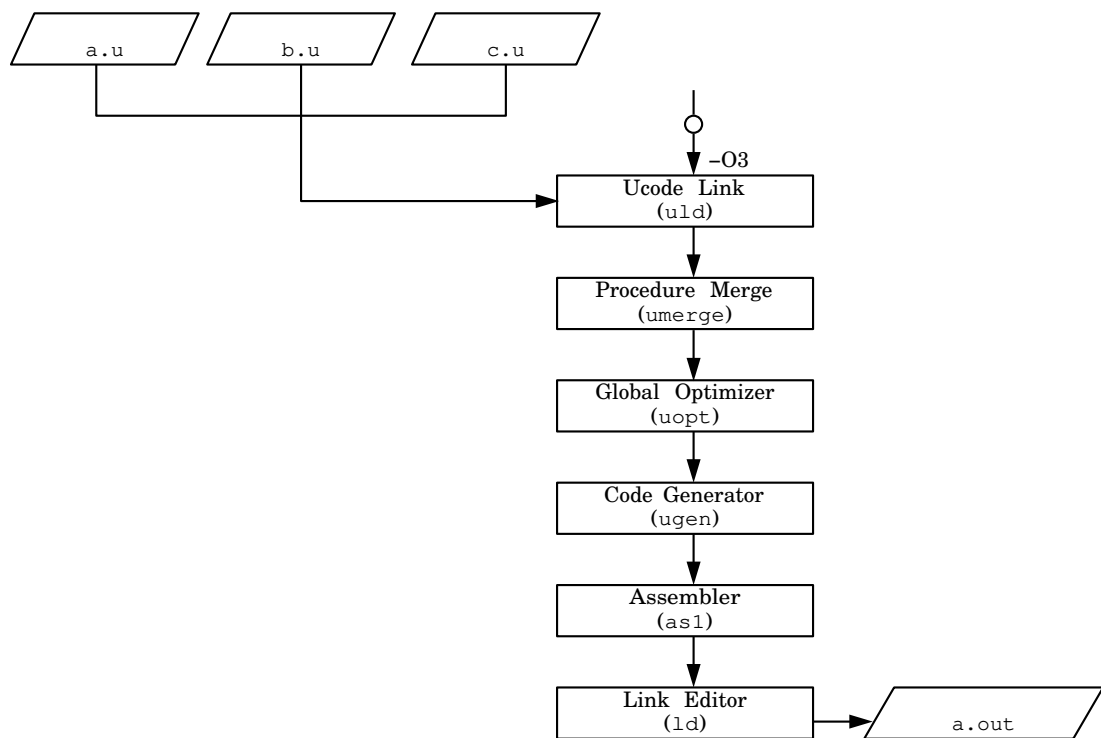 a.u
b.u
c.u
–O3
Ucode Link
(uld)
Procedure Merge
(umerge)
Global Optimizer
(uopt)
Code Generator
(ugen)
Assembler
(as1)
Link Editor
(ld)
a.out